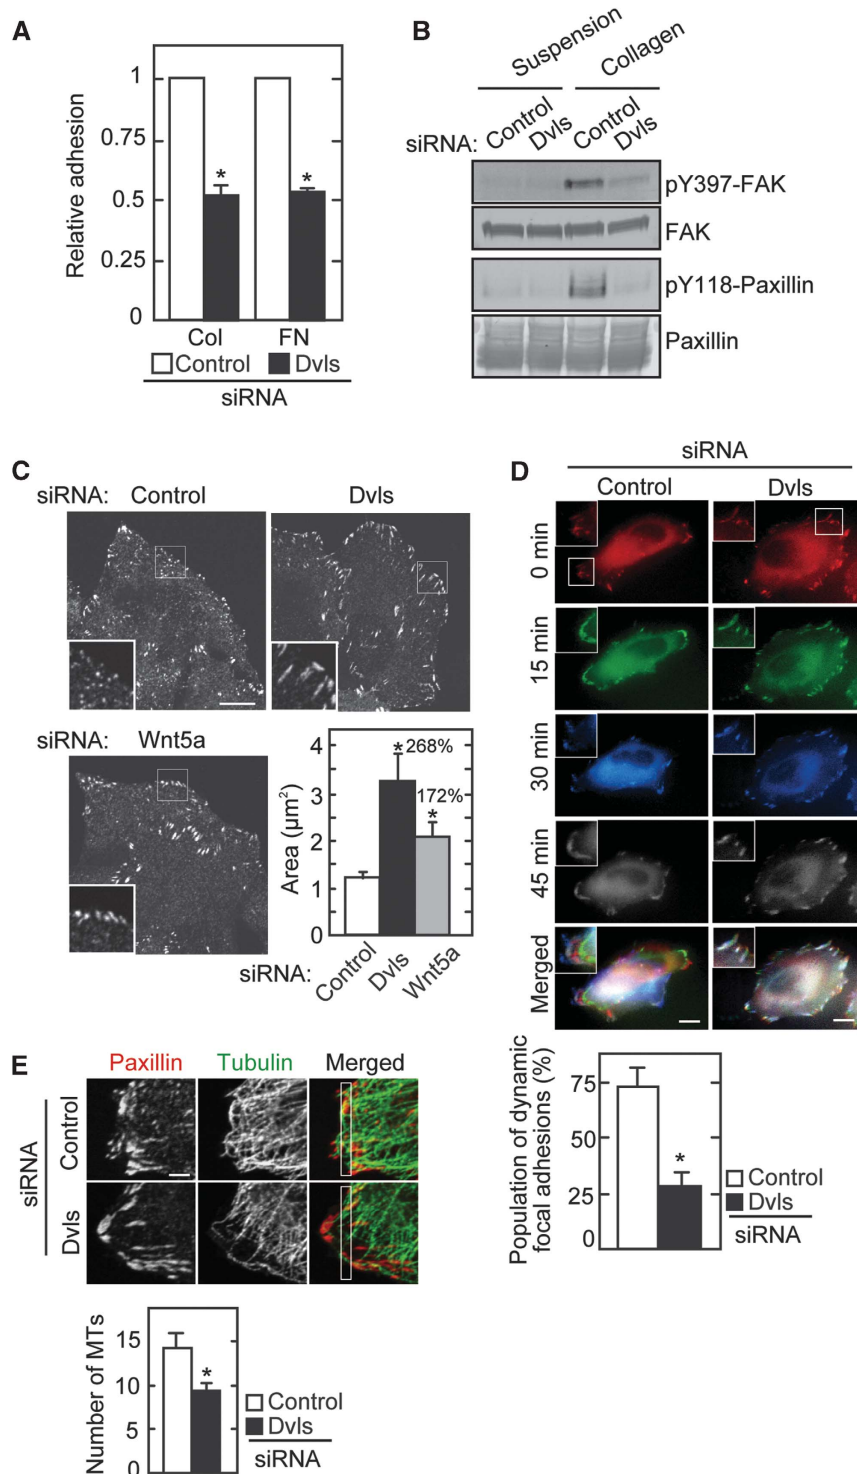 A
Relative adhesion
1
0.75
0.5
0.25
0
*
*
Col
FN
Control
Dvls
siRNA
B
Suspension
Collagen
siRNA:
Control
Dvls
Control
Dvls
pY397-FAK
FAK
pY118-Paxillin
Paxillin
C
siRNA: Control
Dvls
siRNA: Wnt5a
Area (µm²)
4
3
2
1
0
* 268%
172%
*
siRNA:
Control
Dvls
Wnt5a
D
siRNA
Control
Dvls
0 min
15 min
30 min
45 min
Merged
Population of dynamic
focal adhesions (%)
75
50
25
0
*
Control
Dvls
siRNA
E
Paxillin
Tubulin
Merged
siRNA
Control
Dvls
Number of MTs
15
10
5
0
*
Control
Dvls
siRNA